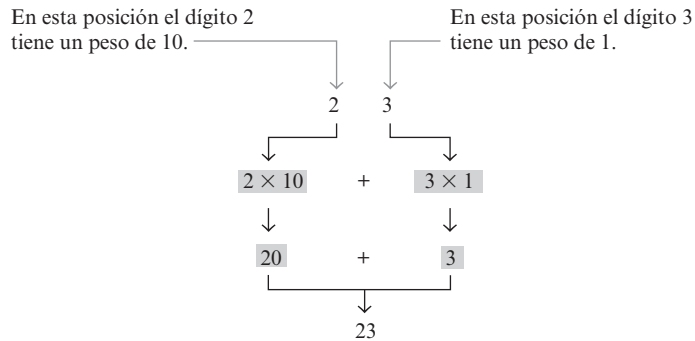 En esta posición el dígito 2
tiene un peso de 10.
En esta posición el dígito 3
tiene un peso de 1.
2 3
2 × 10 + 3 × 1
20 + 3
23